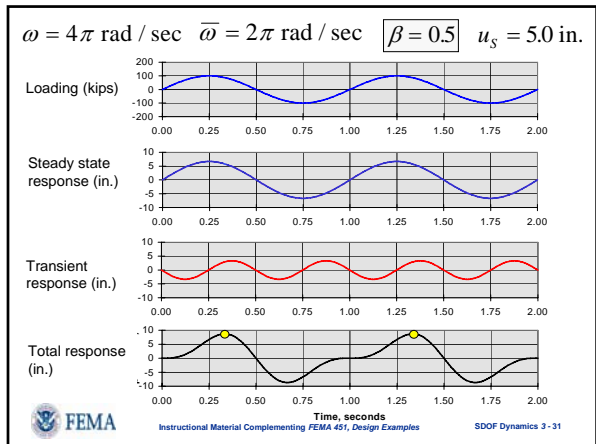 ω = 4π rad / sec ω̄ = 2π rad / sec β = 0.5 u_S = 5.0 in.
Loading (kips)
200
100
0
-100
-200
0.00 0.25 0.50 0.75 1.00 1.25 1.50 1.75 2.00
Steady state
response (in.)
10
5
0
-5
-10
0.00 0.25 0.50 0.75 1.00 1.25 1.50 1.75 2.00
Transient
response (in.)
10
5
0
-5
-10
0.00 0.25 0.50 0.75 1.00 1.25 1.50 1.75 2.00
Total response
(in.)
10
5
0
-5
-10
0.00 0.25 0.50 0.75 1.00 1.25 1.50 1.75 2.00
Time, seconds
FEMA
Instructional Material Complementing FEMA 451, Design Examples
SDOF Dynamics 3 - 31